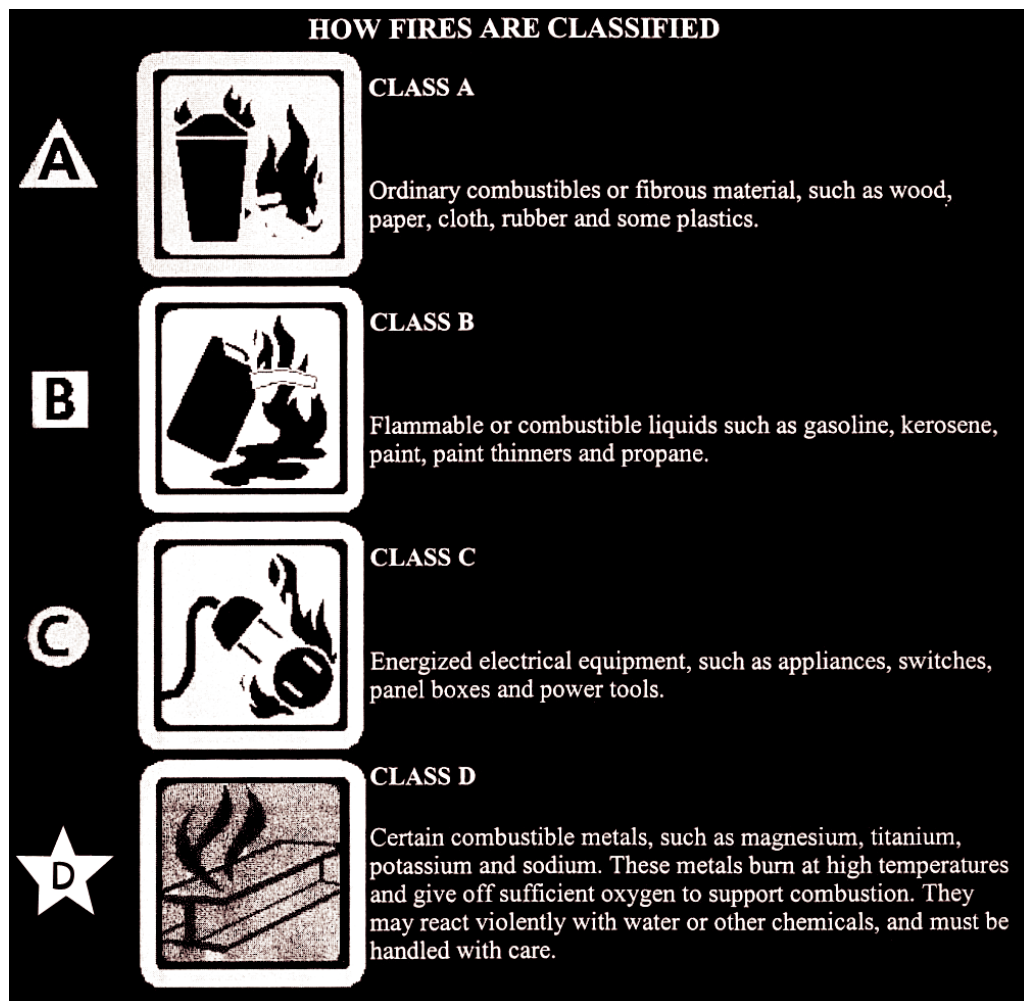 HOW FIRES ARE CLASSIFIED
A
CLASS A
Ordinary combustibles or fibrous material, such as wood,
paper, cloth, rubber and some plastics.
B
CLASS B
Flammable or combustible liquids such as gasoline, kerosene,
paint, paint thinners and propane.
C
CLASS C
Energized electrical equipment, such as appliances, switches,
panel boxes and power tools.
D
CLASS D
Certain combustible metals, such as magnesium, titanium,
potassium and sodium. These metals burn at high temperatures
and give off sufficient oxygen to support combustion. They
may react violently with water or other chemicals, and must be
handled with care.